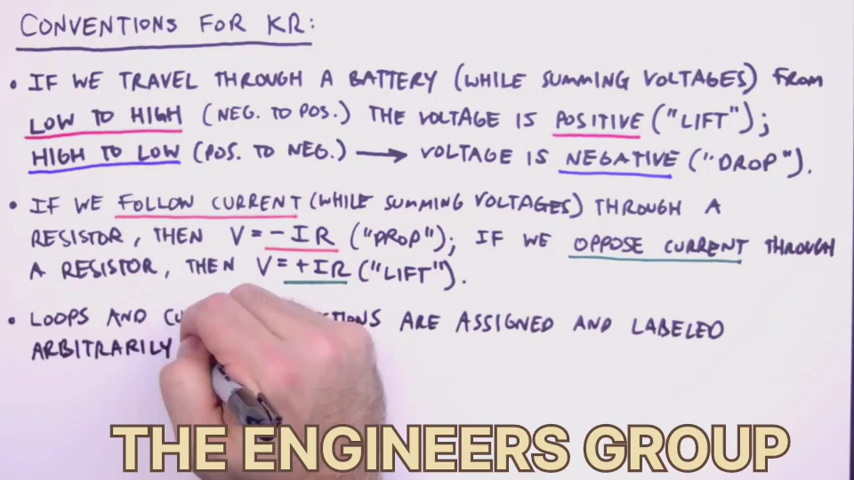 CONVENTIONS FOR KR:
• IF WE TRAVEL THROUGH A BATTERY (WHILE SUMMING VOLTAGES) FROM
LOW TO HIGH (NEG. TO POS.) THE VOLTAGE IS POSITIVE ("LIFT");
HIGH TO LOW (POS. TO NEG.) → VOLTAGE IS NEGATIVE ("DROP").
• IF WE FOLLOW CURRENT (WHILE SUMMING VOLTAGES) THROUGH A
RESISTOR, THEN V = - IR ("DROP"); IF WE OPPOSE CURRENT THROUGH
A RESISTOR, THEN V = + IR ("LIFT").
• LOOPS AND ARE ASSIGNED AND LABELED
ARBITRARILY
THE ENGINEERS GROUP